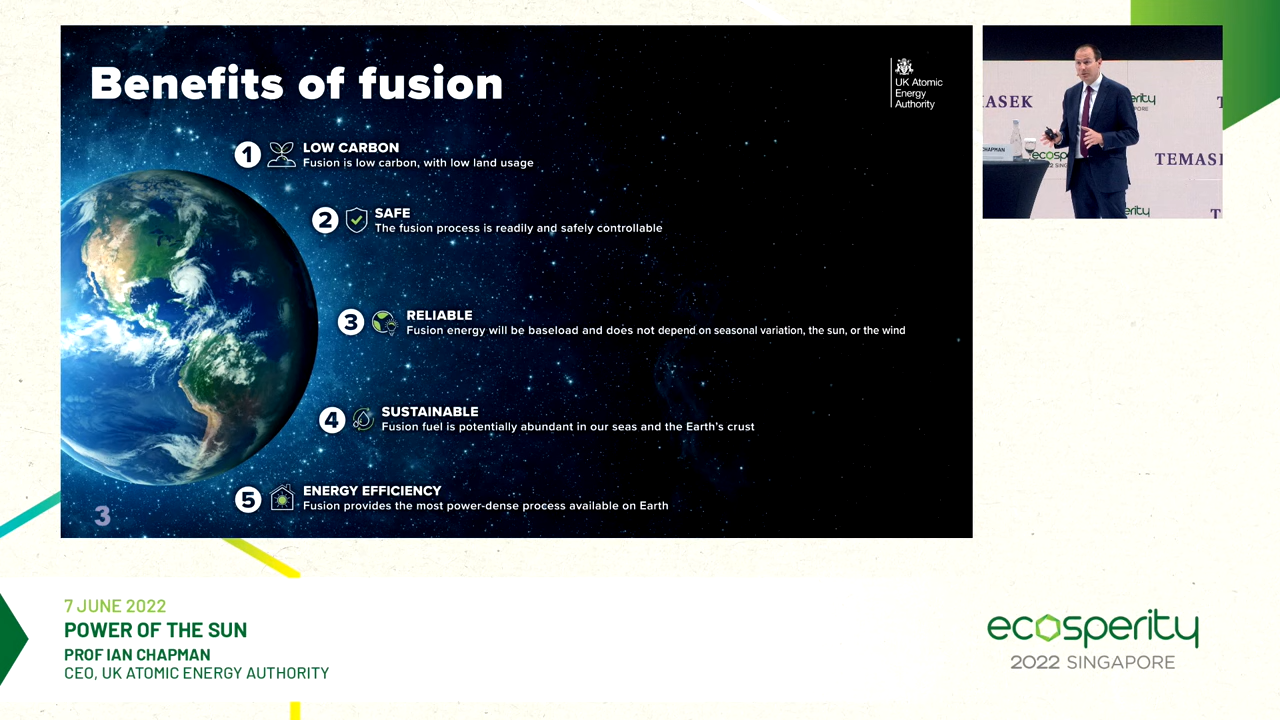 Benefits of fusion
UK Atomic
Energy
Authority
1
LOW CARBON
Fusion is low carbon, with low land usage
2
SAFE
The fusion process is readily and safely controllable
3
RELIABLE
Fusion energy will be baseload and does not depend on seasonal variation, the sun, or the wind
4
SUSTAINABLE
Fusion fuel is potentially abundant in our seas and the Earth's crust
5
ENERGY EFFICIENCY
Fusion provides the most power-dense process available on Earth
3
MASEK
TEMASE
CHAPMAN
7 JUNE 2022
POWER OF THE SUN
PROF IAN CHAPMAN
CEO, UK ATOMIC ENERGY AUTHORITY
ecosperity
2022 SINGAPORE